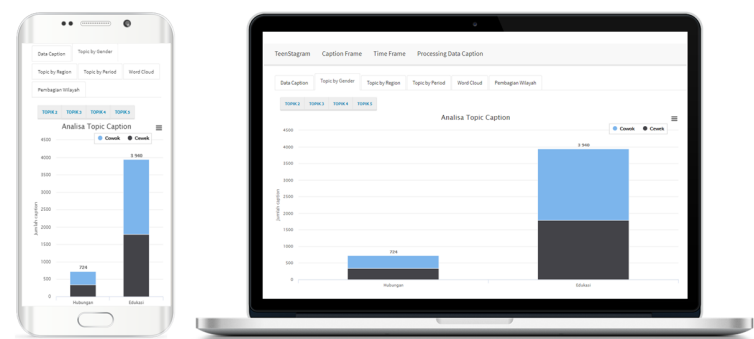 Data Caption Topic by Gender
Topic by Region Topic by Period Word Cloud
Pembagian Wilayah
TOPIK 2 TOPIK 3 TOPIK 4 TOPIK 5
Analisa Topic Caption
Cowok Cewek
4500
4000
3500
3000
2500
2000
1500
1000
500
0
Jumlah caption
3 940
724
Hubungan Edukasi
TeenStagram Caption Frame Time Frame Processing Data Caption
Data Caption Topic by Gender Topic by Region Topic by Period Word Cloud Pembagian Wilayah
TOPIK 2 TOPIK 3 TOPIK 4 TOPIK 5
Analisa Topic Caption
Cowok Cewek
4500
4000
3500
3000
2500
2000
1500
1000
500
0
Jumlah caption
3 940
724
Hubungan Edukasi